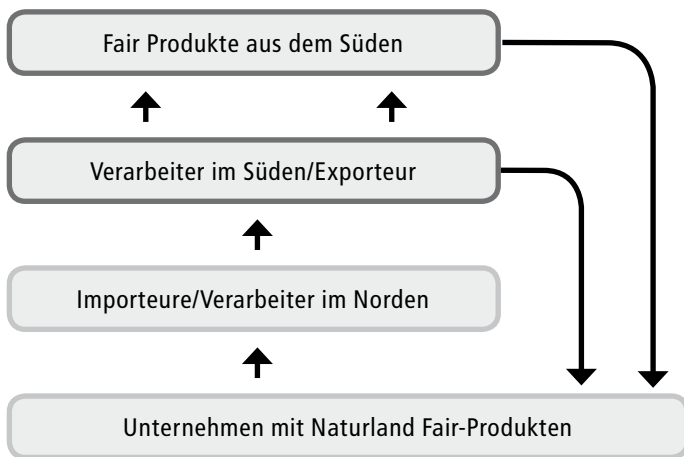 Fair Produkte aus dem Süden
Verarbeiter im Süden/Exporteur
Importeure/Verarbeiter im Norden
Unternehmen mit Naturland Fair-Produkten